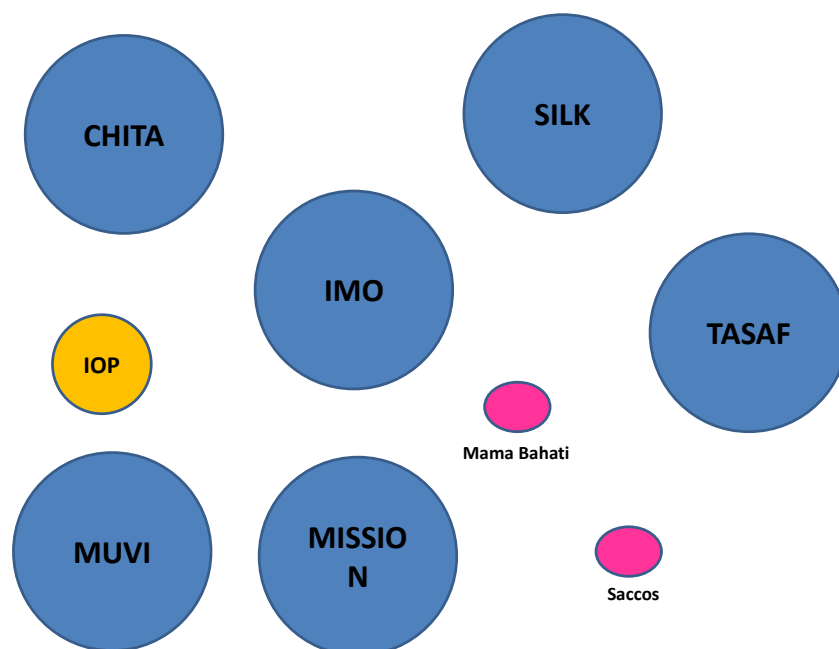 SILK
CHITA
IMO
TASAF
IOP
Mama Bahati
MUVI
MISSIO
N
Saccos